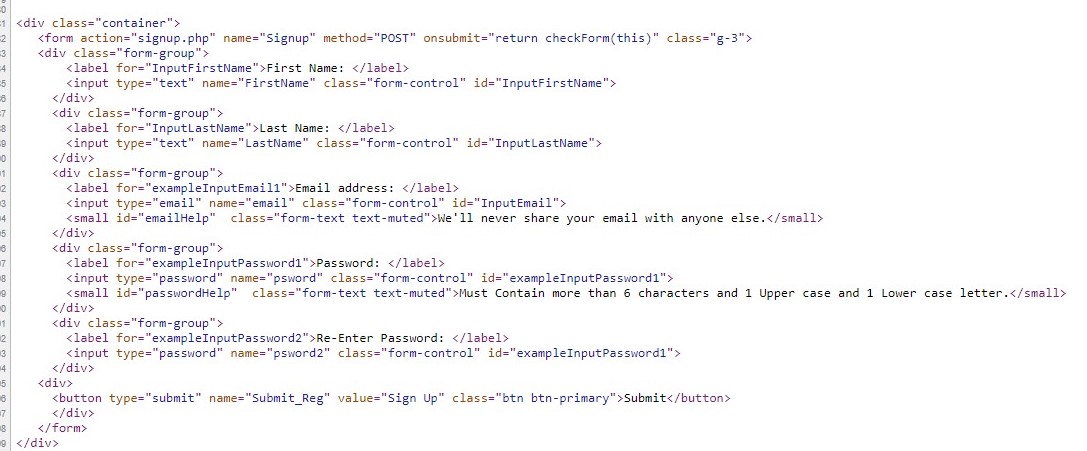 <div class="container">
<form action="signup.php" name="Signup" method="POST" onsubmit="return checkForm(this)" class="g-3">
<div class="form-group">
<label for="InputFirstName">First Name: </label>
<input type="text" name="FirstName" class="form-control" id="InputFirstName">
</div>
<div class="form-group">
<label for="InputLastName">Last Name: </label>
<input type="text" name="LastName" class="form-control" id="InputLastName">
</div>
<div class="form-group">
<label for="exampleInputEmail1">Email address: </label>
<input type="email" name="email" class="form-control" id="InputEmail">
<small id="emailHelp"  class="form-text text-muted">We'll never share your email with anyone else.</small>
</div>
<div class="form-group">
<label for="exampleInputPassword1">Password: </label>
<input type="password" name="psword" class="form-control" id="exampleInputPassword1">
<small id="passwordHelp"  class="form-text text-muted">Must Contain more than 6 characters and 1 Upper case and 1 Lower case letter.</small>
</div>
<div class="form-group">
<label for="exampleInputPassword2">Re-Enter Password: </label>
<input type="password" name="psword2" class="form-control" id="exampleInputPassword1">
</div>
<div>
<button type="submit" name="Submit_Reg" value="Sign Up" class="btn btn-primary">Submit</button>
</div>
</form>
</div>